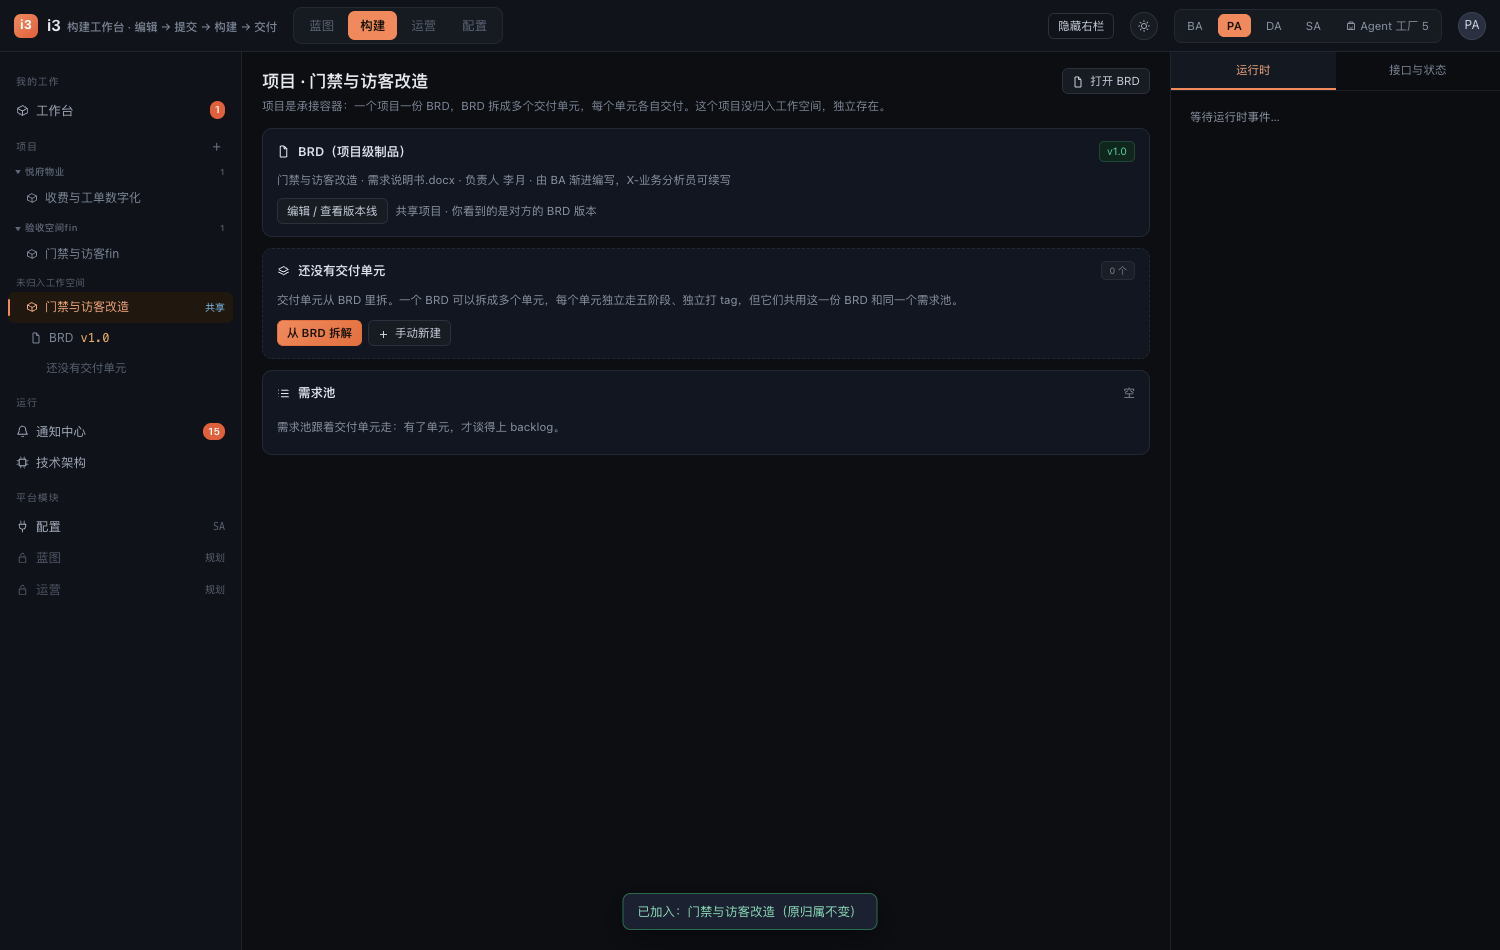 i3 i3 构建工作台 · 编辑 → 提交 → 构建 → 交付 蓝图 构建 运营 配置 隐藏右栏 BA PA DA SA Agent 工厂 5 PA
我的工作
工作台 1
项目 +
悦府物业 1
收费与工单数字化
验收空间fin 1
门禁与访客fin
未归入工作空间
门禁与访客改造 共享
BRD v1.0
还没有交付单元
运行
通知中心 15
技术架构
平台模块
配置 SA
蓝图 规划
运营 规划
项目 · 门禁与访客改造 打开 BRD
项目是承接容器：一个项目一份 BRD，BRD 拆成多个交付单元，每个单元各自交付。这个项目没归入工作空间，独立存在。
BRD（项目级制品） v1.0
门禁与访客改造 · 需求说明书.docx · 负责人 李月 · 由 BA 渐进编写，X-业务分析员可续写
编辑 / 查看版本线 共享项目 · 你看到的是对方的 BRD 版本
还没有交付单元 0 个
交付单元从 BRD 里拆。一个 BRD 可以拆成多个单元，每个单元独立走五阶段、独立打 tag，但它们共用这一份 BRD 和同一个需求池。
从 BRD 拆解 + 手动新建
需求池 空
需求池跟着交付单元走：有了单元，才谈得上 backlog。
运行时 接口与状态
等待运行时事件…
已加入：门禁与访客改造（原归属不变）